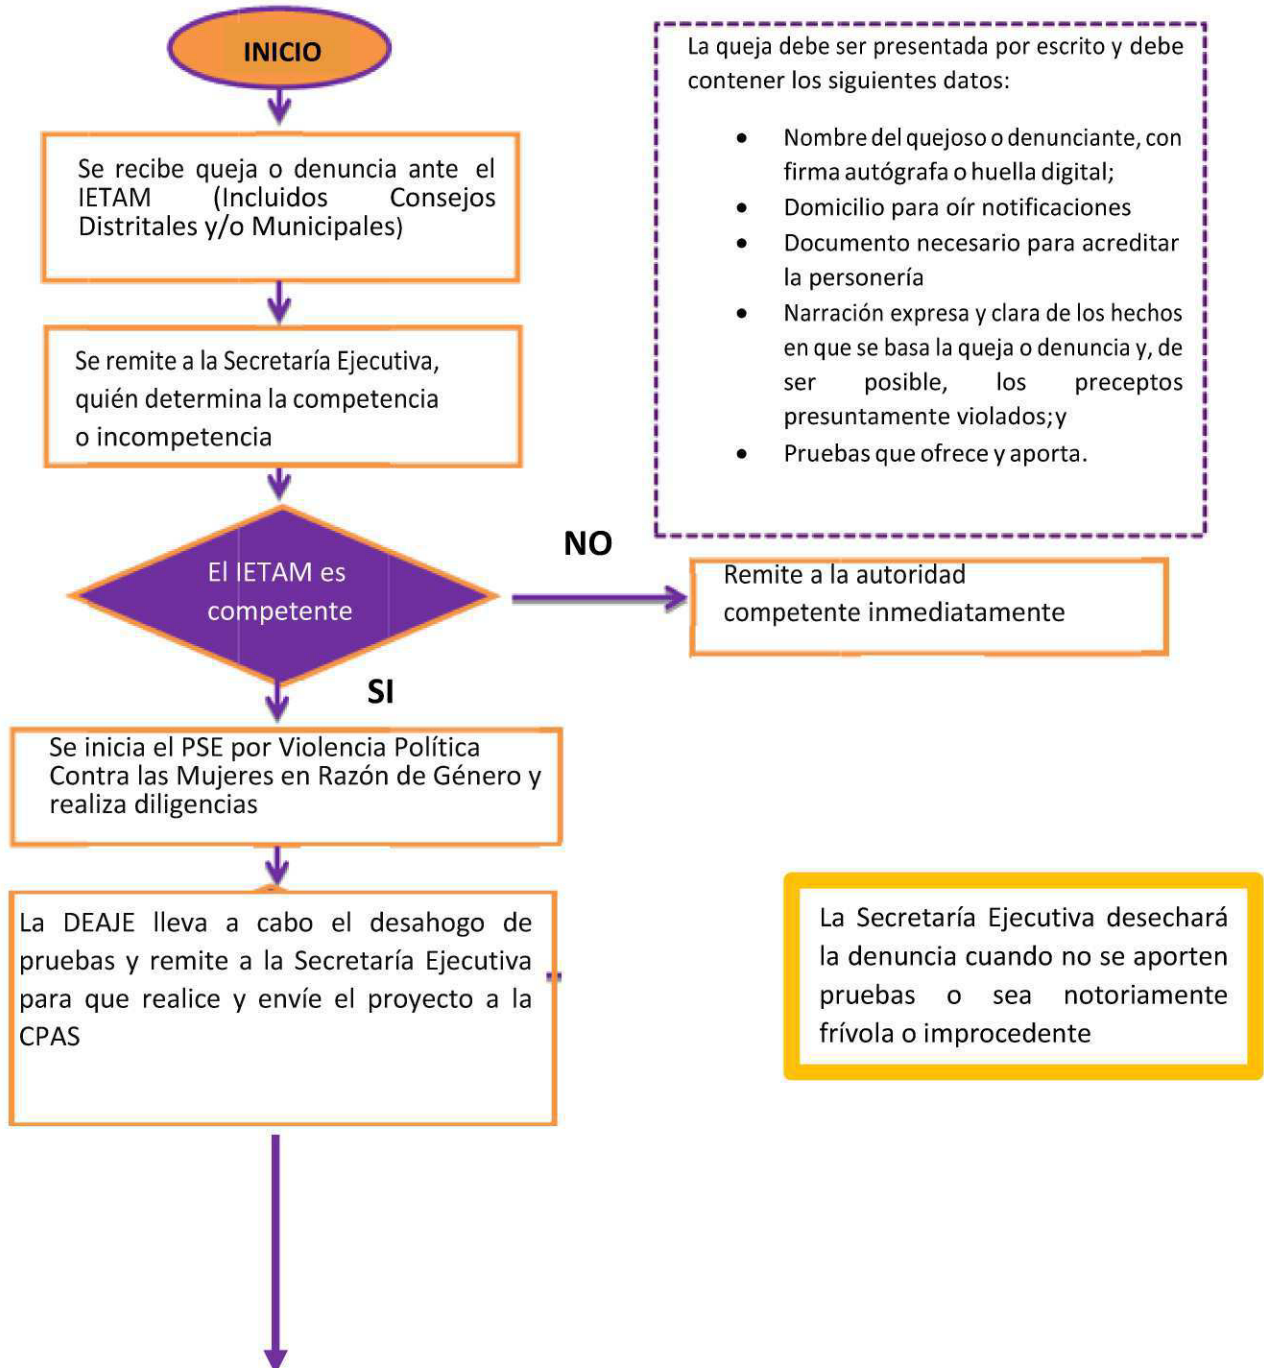 INICIO
Se recibe queja o denuncia ante el
IETAM (Incluidos Consejos
Distritales y/o Municipales)
Se remite a la Secretaría Ejecutiva,
quién determina la competencia
o incompetencia
El IETAM es
competente
NO
Remite a la autoridad
competente inmediatamente
SI
Se inicia el PSE por Violencia Política
Contra las Mujeres en Razón de Género y
realiza diligencias
La DEAJE lleva a cabo el desahogo de
pruebas y remite a la Secretaría Ejecutiva
para que realice y envíe el proyecto a la
CPAS
La queja debe ser presentada por escrito y debe
contener los siguientes datos:
• Nombre del quejoso o denunciante, con
firma autógrafa o huella digital;
• Domicilio para oír notificaciones
• Documento necesario para acreditar
la personería
• Narración expresa y clara de los hechos
en que se basa la queja o denuncia y, de
ser posible, los preceptos
presuntamente violados; y
• Pruebas que ofrece y aporta.
La Secretaría Ejecutiva desechará
la denuncia cuando no se aporten
pruebas o sea notoriamente
frívola o improcedente